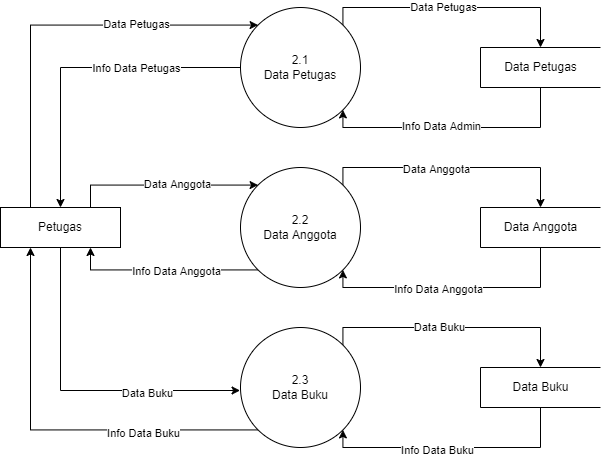 Data Petugas
Data Petugas
2.1
Data Petugas
Info Data Petugas
Data Petugas
Info Data Admin
Data Anggota
Data Anggota
2.2
Data Anggota
Petugas
Data Anggota
Info Data Anggota
Info Data Anggota
Data Buku
2.3
Data Buku
Data Buku
Data Buku
Info Data Buku
Info Data Buku